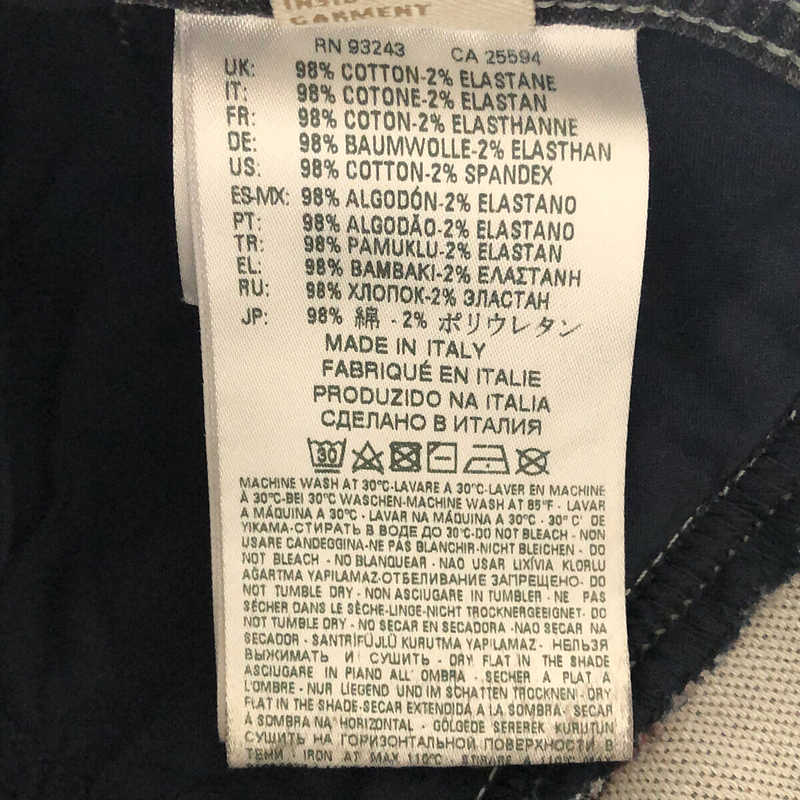 INSIDE
GARMENT
RN 93243 CA 25594
UK: 98% COTTON-2% ELASTANE
IT: 98% COTONE-2% ELASTAN
FR: 98% COTON-2% ELASTHANNE
DE: 98% BAUMWOLLE-2% ELASTHAN
US: 98% COTTON-2% SPANDEX
ES-MX: 98% ALGODÓN-2% ELASTANO
PT: 98% ALGODÃO-2% ELASTANO
TR: 98% PAMUKLU-2% ELASTAN
EL: 98% BAMBAKI-2% ΕΛΑΣΤΑΝΗ
RU: 98% ХЛОПОК-2% ЭЛАСТАН
JP: 98% 綿 - 2% ポリウレタン
MADE IN ITALY
FABRIQUÉ EN ITALIE
PRODUZIDO NA ITALIA
СДЕЛАНО В ИТАЛИЯ
30
MACHINE WASH AT 30°C-LAVARE A 30°C-LAVER EN MACHINE
À 30°C-BEI 30°C WASCHEN-MACHINE WASH AT 85°F - LAVAR
A MÁQUINA A 30°C - LAVAR NA MÁQUINA A 30°C - 30° C' DE
YIKAMA-СТИРАТЬ В ВОДЕ ДО 30°C-DO NOT BLEACH - NON
USARE CANDEGGINA-NE PAS BLANCHIR-NICHT BLEICHEN - DO
NOT BLEACH - NO BLANQUEAR-NAO USAR LIXÍVIA KLORLU
AĞARTMA YAPILAMAZ-ОТБЕЛИВАНИЕ ЗАПРЕЩЕНО- DO
NOT TUMBLE DRY - NON ASCIUGARE IN TUMBLER - NE PAS
SÉCHER DANS LE SÈCHE-LINGE-NICHT TROCKNERGEEIGNET- DO
NOT TUMBLE DRY - NO SECAR EN SECADORA -NAO SECAR NA
SECADOR - SANTRİFÜJLÜ KURUTMA YAPILAMAZ- НЕЛЬЗЯ
ВЫЖИМАТЬ И СУШИТЬ - DRY FLAT IN THE SHADE
ASCIUGARE IN PIANO ALL' OMBRA - SÉCHER A PLAT A
L'OMBRE - NUR LIEGEND UND IM SCHATTEN TROCKNEN - DRY
FLAT IN THE SHADE-SECAR EXTENDIDA A LA SOMBRA - SECAR
À SOMBRA NA HORIZONTAL - GÖLGEDE SEREREK KURUTUN
СУШИТЬ НА ГОРИЗОНТАЛЬНОЙ ПОВЕРХНОСТИ В
ТЕНИ - IRON AT MAX 110°C